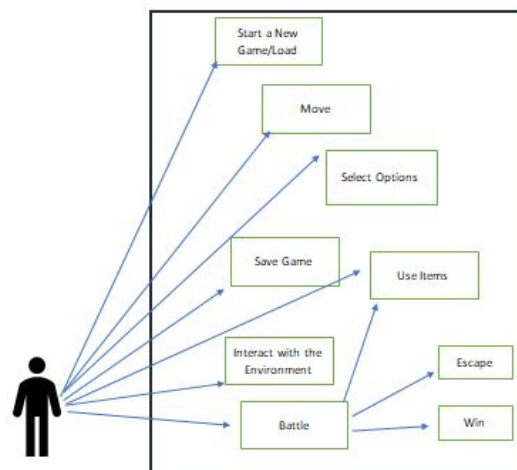 Start a New
Game/Load
Move
Select Options
Save Game
Use Items
Interact with the
Environment
Escape
Battle
Win